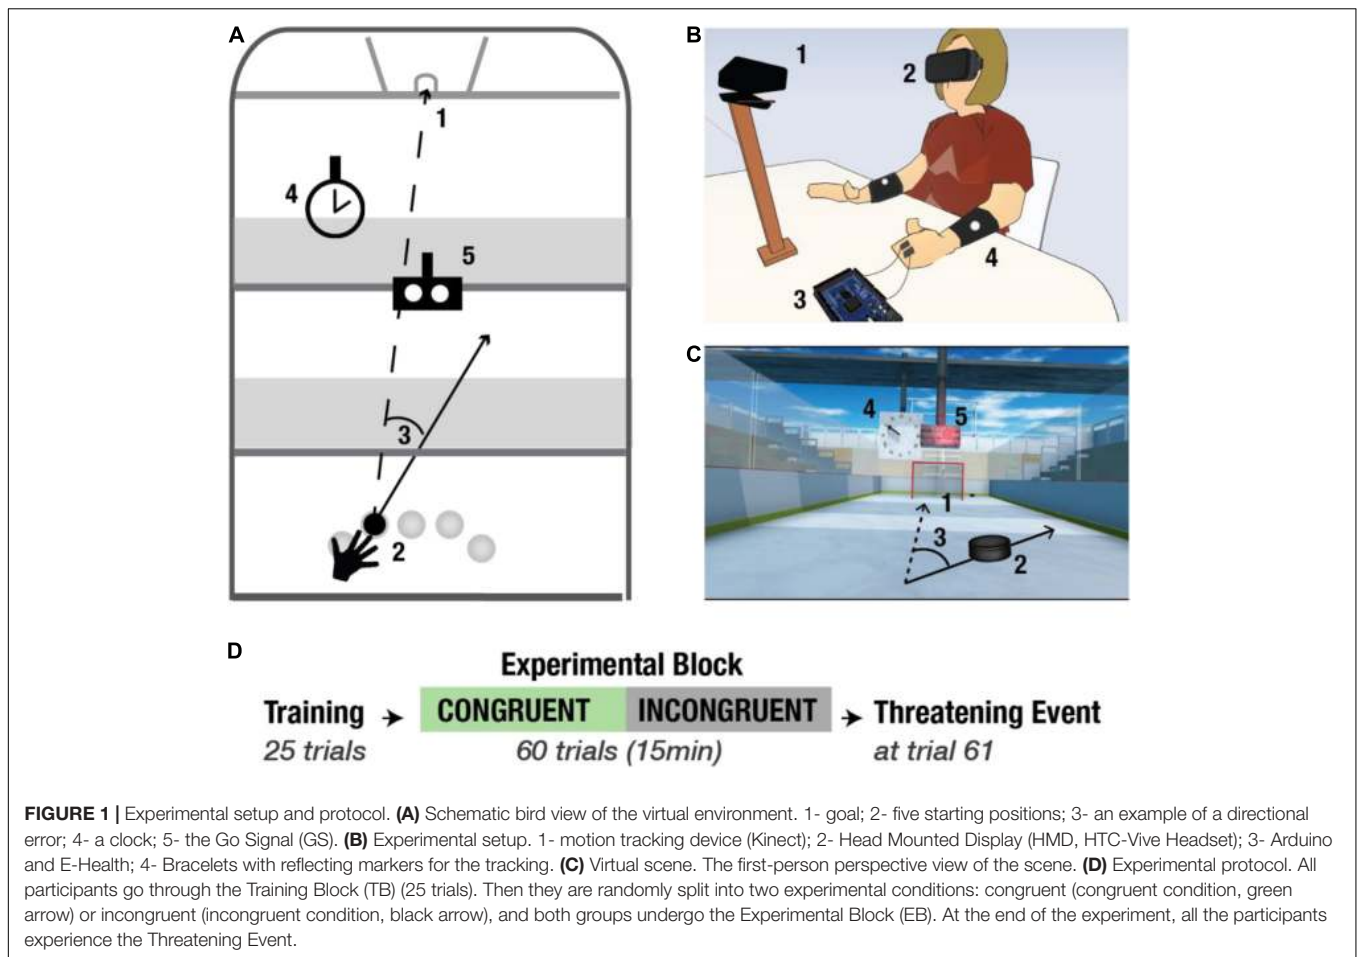 A
1
4
5
3
2
B
1
2
3
4
C
4
5
1
3
2
D
Experimental Block
Training
CONGRUENT
INCONGRUENT
Threatening Event
25 trials
60 trials (15min)
at trial 61
FIGURE 1 | Experimental setup and protocol. (A) Schematic bird view of the virtual environment. 1- goal; 2- five starting positions; 3- an example of a directional
error; 4- a clock; 5- the Go Signal (GS). (B) Experimental setup. 1- motion tracking device (Kinect); 2- Head Mounted Display (HMD, HTC-Vive Headset); 3- Arduino
and E-Health; 4- Bracelets with reflecting markers for the tracking. (C) Virtual scene. The first-person perspective view of the scene. (D) Experimental protocol. All
participants go through the Training Block (TB) (25 trials). Then they are randomly split into two experimental conditions: congruent (congruent condition, green
arrow) or incongruent (incongruent condition, black arrow), and both groups undergo the Experimental Block (EB). At the end of the experiment, all the participants
experience the Threatening Event.